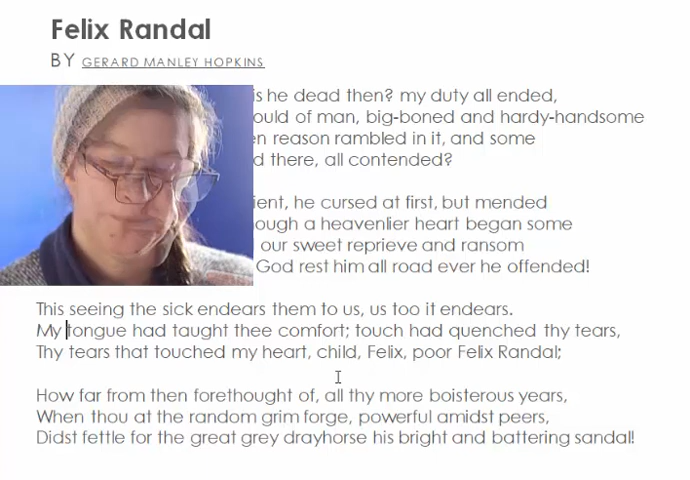 Felix Randal
BY GERARD MANLEY HOPKINS
is he dead then? my duty all ended,
ould of man, big-boned and hardy-handsome
en reason rambled in it, and some
d there, all contended?
ient, he cursed at first, but mended
ough a heavenlier heart began some
our sweet reprieve and ransom
God rest him all road ever he offended!
This seeing the sick endears them to us, us too it endears.
My tongue had taught thee comfort; touch had quenched thy tears,
Thy tears that touched my heart, child, Felix, poor Felix Randal;
How far from then forethought of, all thy more boisterous years,
When thou at the random grim forge, powerful amidst peers,
Didst fettle for the great grey drayhorse his bright and battering sandal!